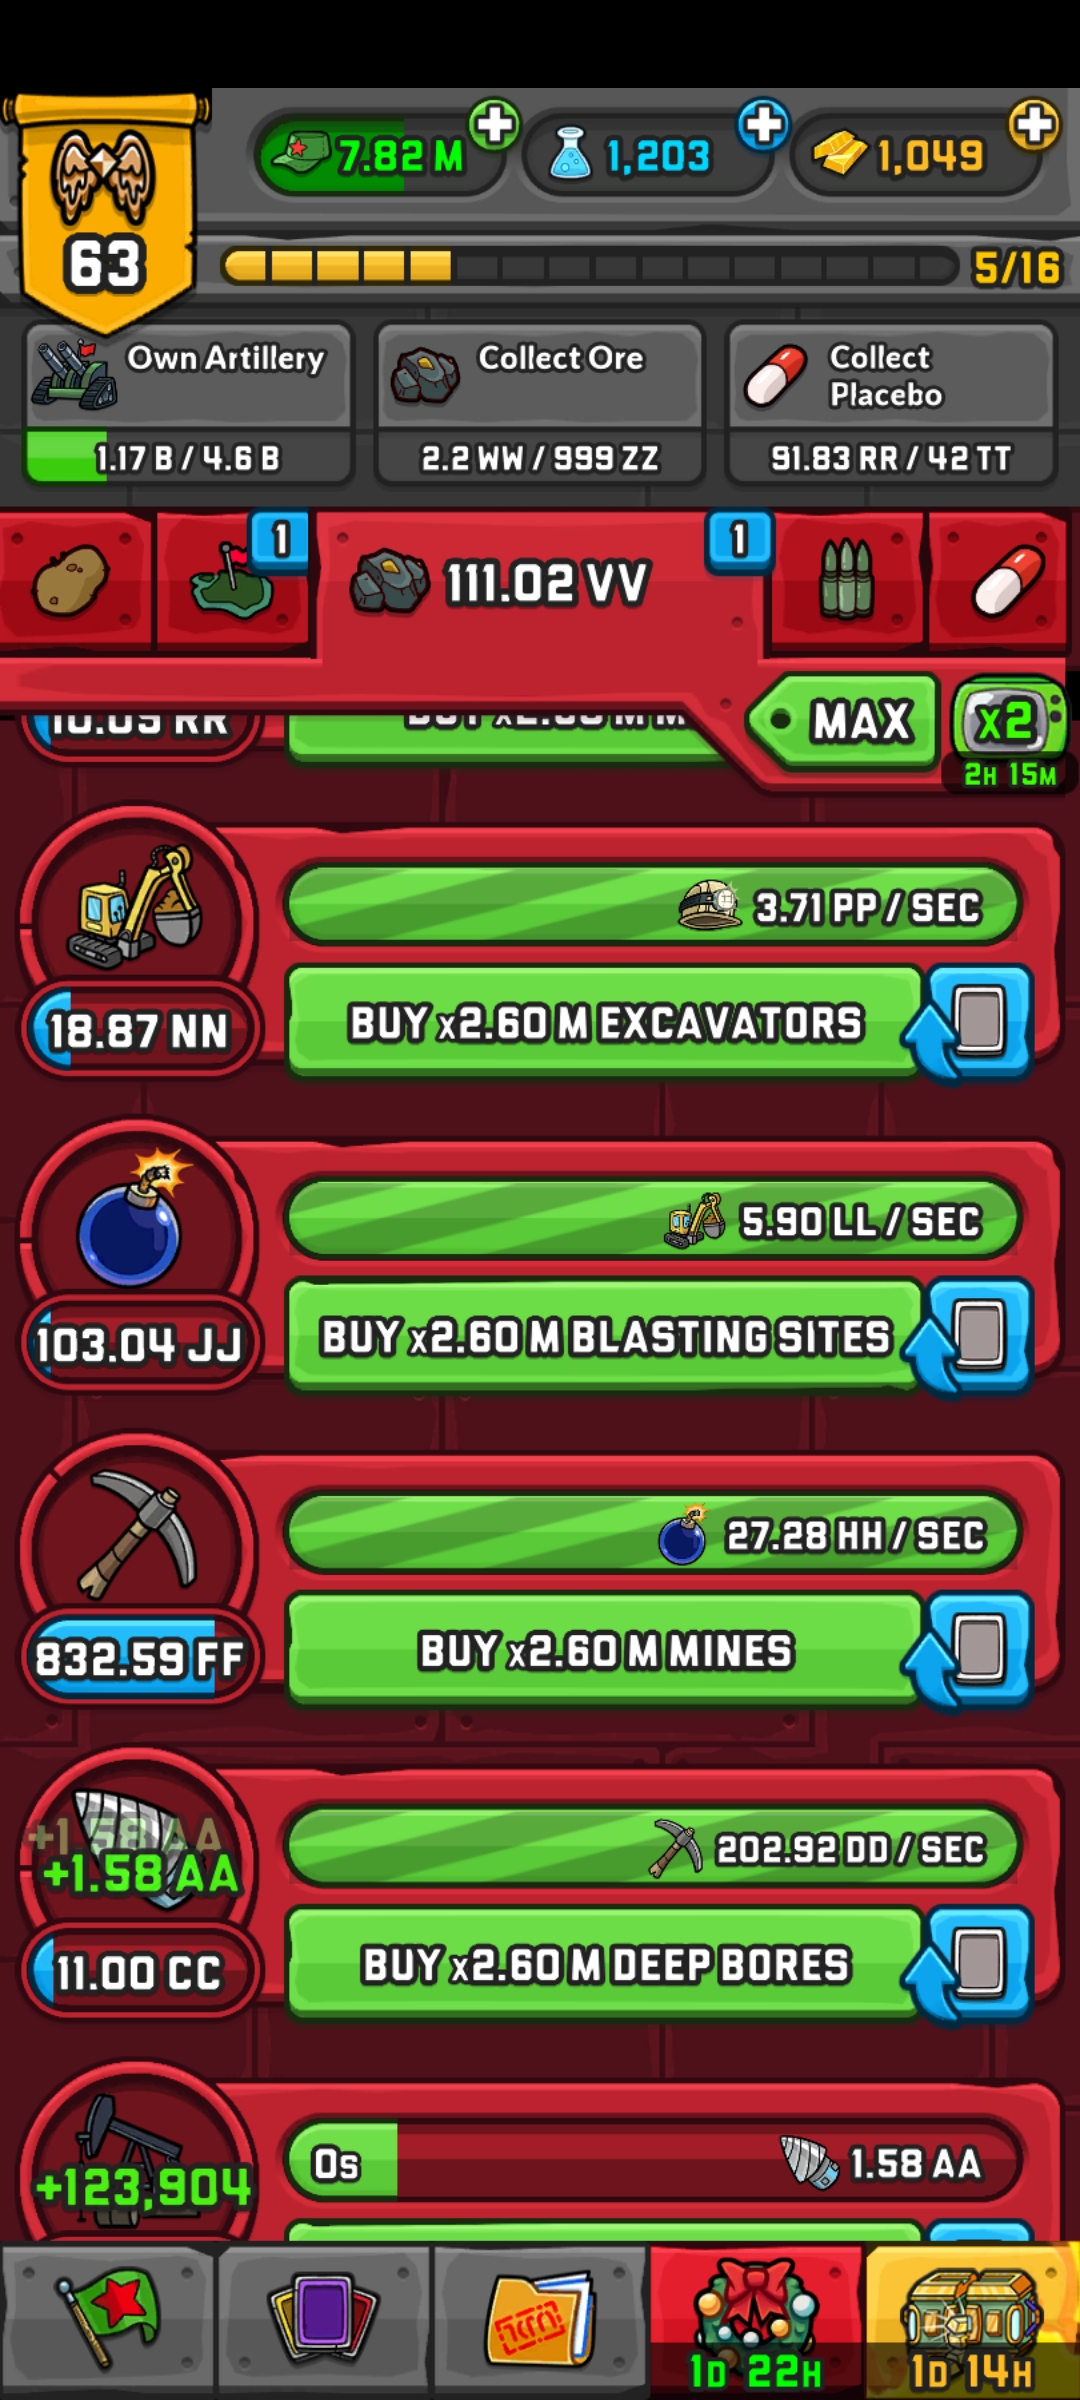 7.82 M
1,203
1,049
63
5/16
Own Artillery
1.17 B / 4.6 B
Collect Ore
2.2 WW / 999 ZZ
Collect
Placebo
91.83 RR / 42 TT
1
111.02 VV
1
MAX
x2
2H 15M
3.71 PP / SEC
18.87 NN
BUY x2.60 M EXCAVATORS
5.90 LL / SEC
103.04 JJ
BUY x2.60 M BLASTING SITES
27.28 HH / SEC
832.59 FF
BUY x2.60 M MINES
+1.58 AA
+1.58 AA
202.92 DD / SEC
11.00 CC
BUY x2.60 M DEEP BORES
+123,904
0s
1.58 AA
1D 22H
1D 14H